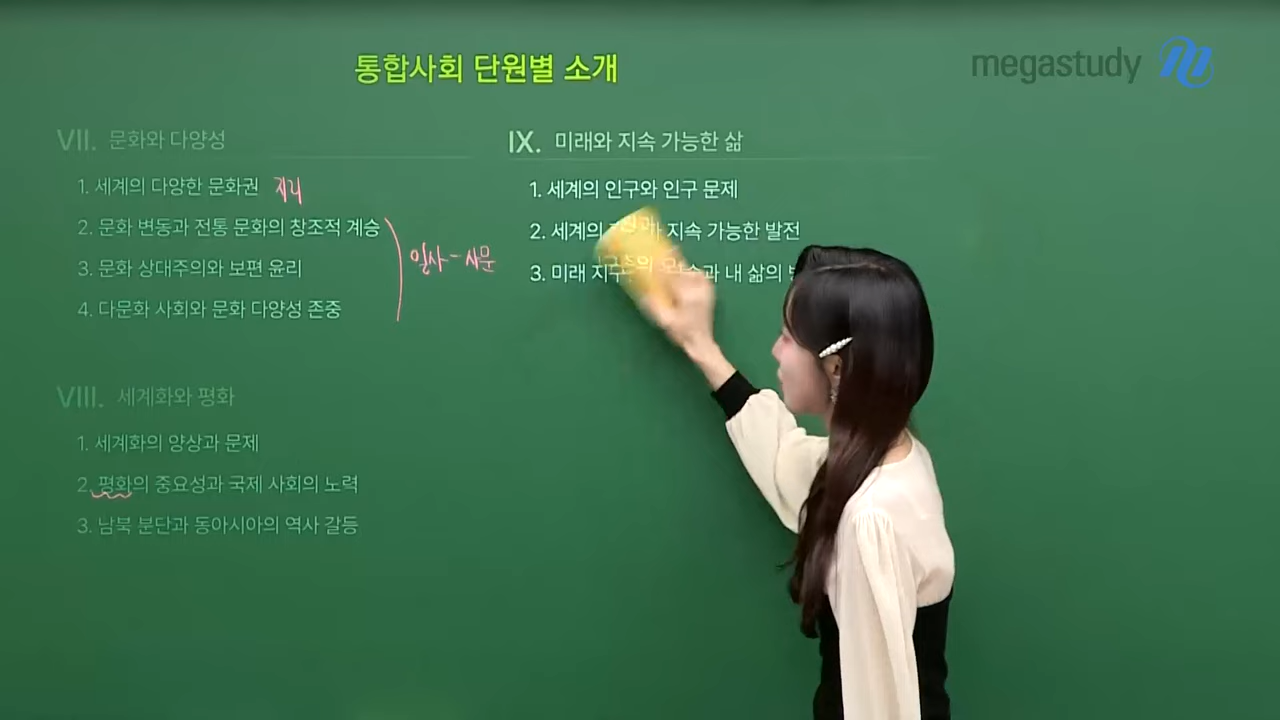 통합사회 단원별 소개
megastudy
VII. 문화와 다양성
1. 세계의 다양한 문화권 지리
2. 문화 변동과 전통 문화의 창조적 계승
3. 문화 상대주의와 보편 윤리
4. 다문화 사회와 문화 다양성 존중
일사-사문
VIII. 세계화와 평화
1. 세계화의 양상과 문제
2. 평화의 중요성과 국제 사회의 노력
3. 남북 분단과 동아시아의 역사 갈등
IX. 미래와 지속 가능한 삶
1. 세계의 인구와 인구 문제
2. 세계의 지속 가능한 발전
3. 미래 내 삶의